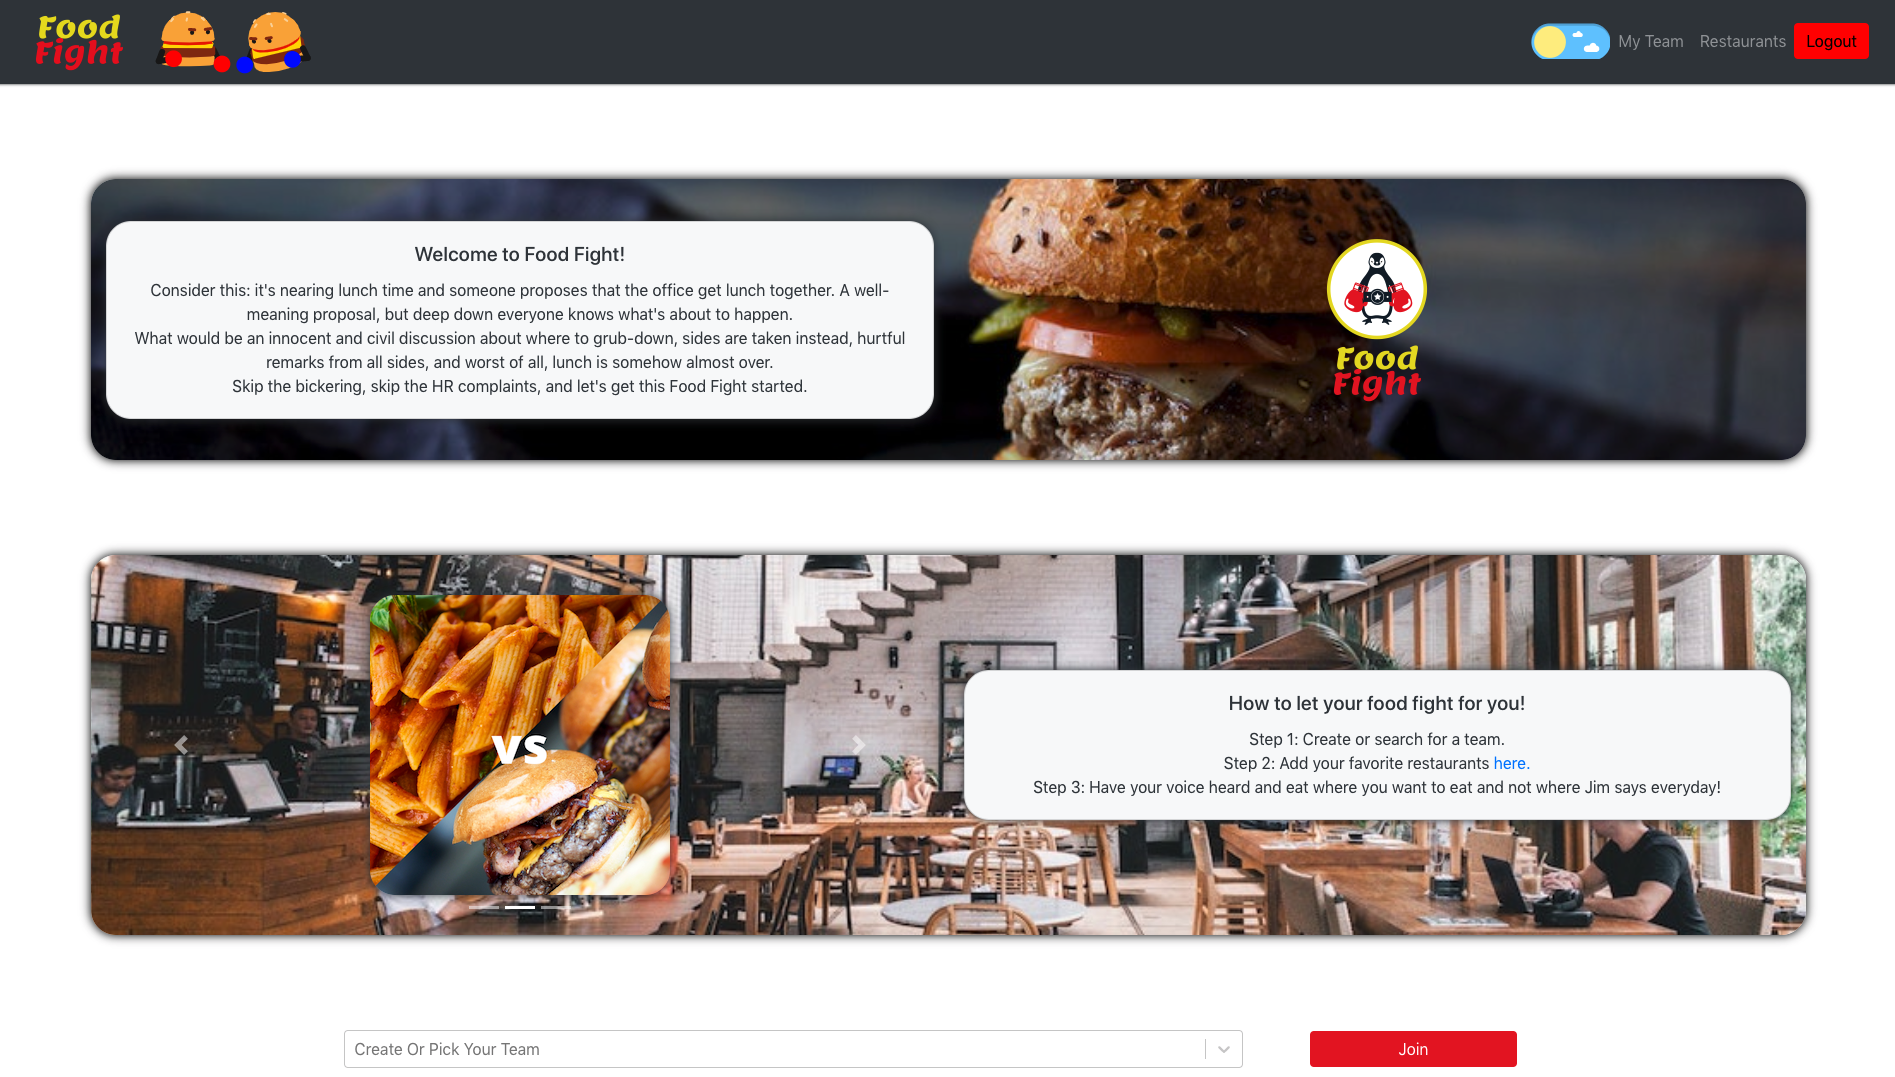 Food
Fight
My Team
Restaurants
Logout
Welcome to Food Fight!
Consider this: it's nearing lunch time and someone proposes that the office get lunch together. A well-
meaning proposal, but deep down everyone knows what's about to happen.
What would be an innocent and civil discussion about where to grub-down, sides are taken instead, hurtful
remarks from all sides, and worst of all, lunch is somehow almost over.
Skip the bickering, skip the HR complaints, and let's get this Food Fight started.
Food
Fight
love
VS
How to let your food fight for you!
Step 1: Create or search for a team.
Step 2: Add your favorite restaurants here.
Step 3: Have your voice heard and eat where you want to eat and not where Jim says everyday!
Create Or Pick Your Team
Join